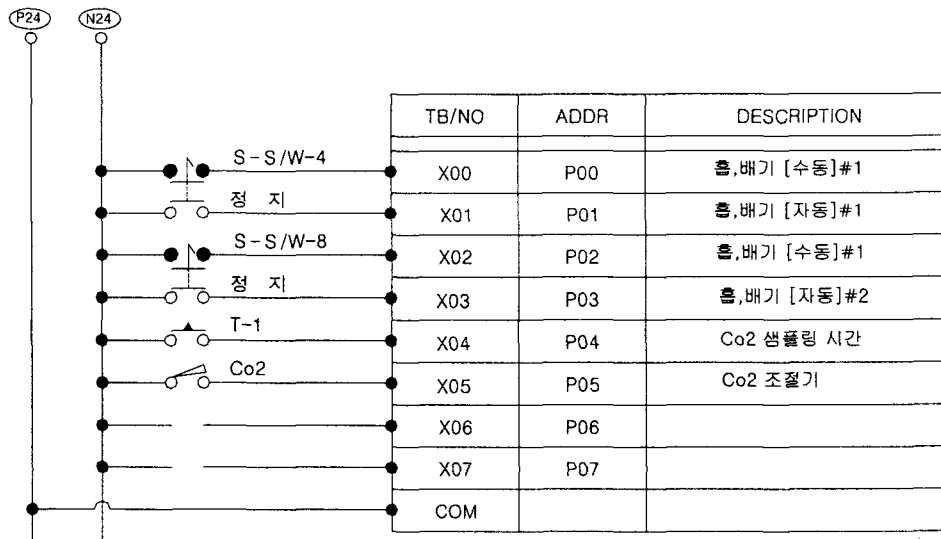 P24 N24
TB/NO ADDR DESCRIPTION
S-S/W-4 X00 P00 흡,배기 [수동]#1
정 지 X01 P01 흡,배기 [자동]#1
S-S/W-8 X02 P02 흡,배기 [수동]#1
정 지 X03 P03 흡,배기 [자동]#2
T-1 X04 P04 Co2 샘플링 시간
Co2 X05 P05 Co2 조절기
X06 P06
X07 P07
COM